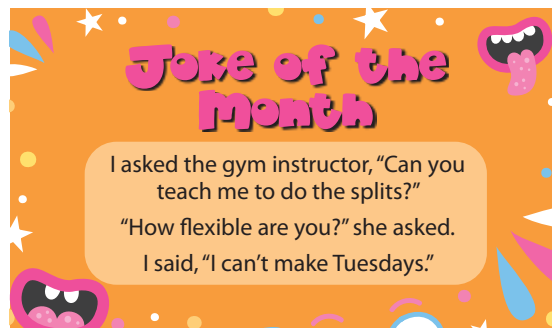 Joke of the
Month
I asked the gym instructor, “Can you
teach me to do the splits?”
“How flexible are you?” she asked.
I said, “I can’t make Tuesdays.”